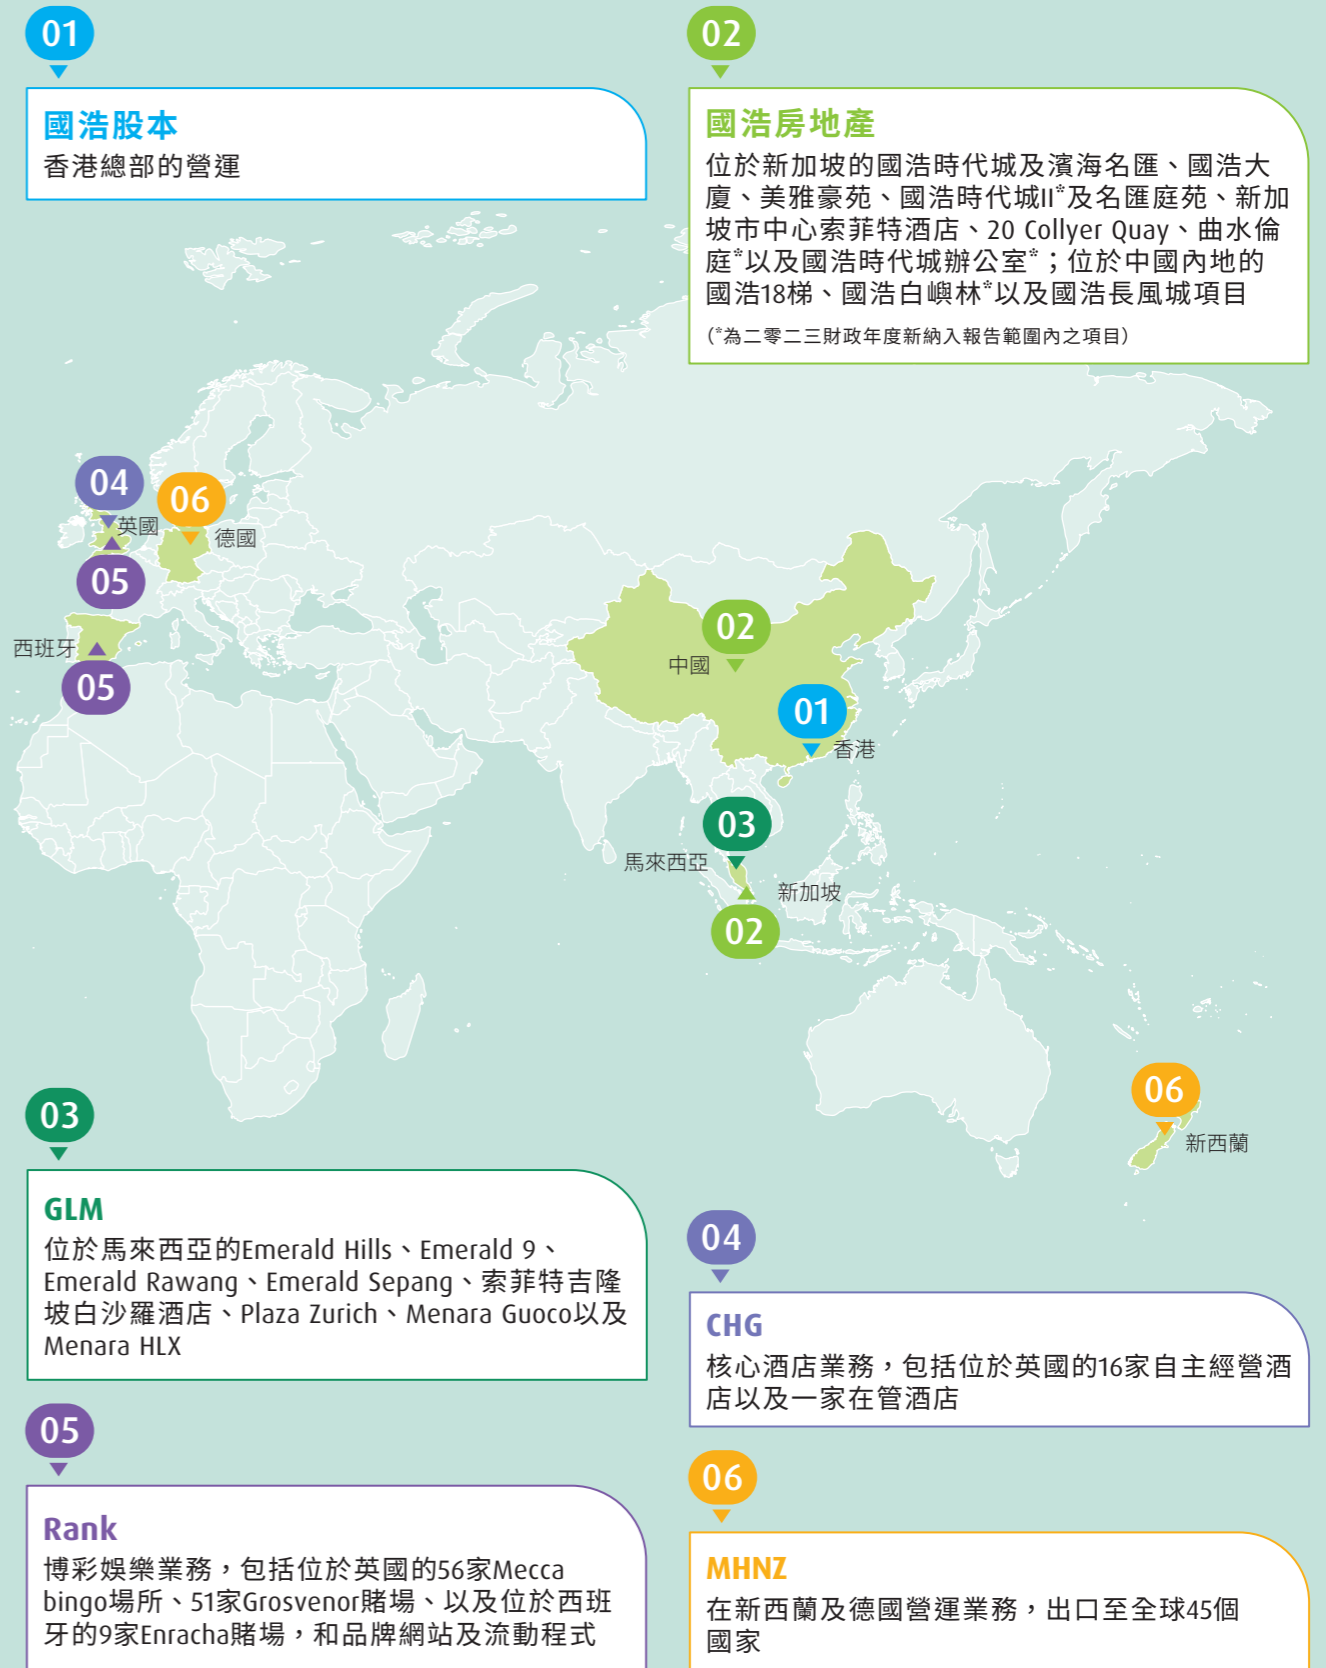 01
國浩股本
香港總部的營運
02
國浩房地產
位於新加坡的國浩時代城及濱海名匯、國浩大
廈、美雅豪苑、國浩時代城II*及名匯庭苑、新加
坡市中心索菲特酒店、20 Collyer Quay、曲水倫
庭*以及國浩時代城辦公室*；位於中國內地的
國浩18梯、國浩白嶼林*以及國浩長風城項目
(*為二零二三財政年度新納入報告範圍內之項目)
04
英國
05
06
德國
西班牙
05
02
中國
01
香港
03
馬來西亞
新加坡
02
06
新西蘭
03
GLM
位於馬來西亞的Emerald Hills、Emerald 9、
Emerald Rawang、Emerald Sepang、索菲特吉隆
坡白沙羅酒店、Plaza Zurich、Menara Guoco以及
Menara HLX
04
CHG
核心酒店業務，包括位於英國的16家自主經營酒
店以及一家在管酒店
05
Rank
博彩娛樂業務，包括位於英國的56家Mecca
bingo場所、51家Grosvenor賭場、以及位於西班
牙的9家Enracha賭場，和品牌網站及流動程式
06
MHNZ
在新西蘭及德國營運業務，出口至全球45個
國家